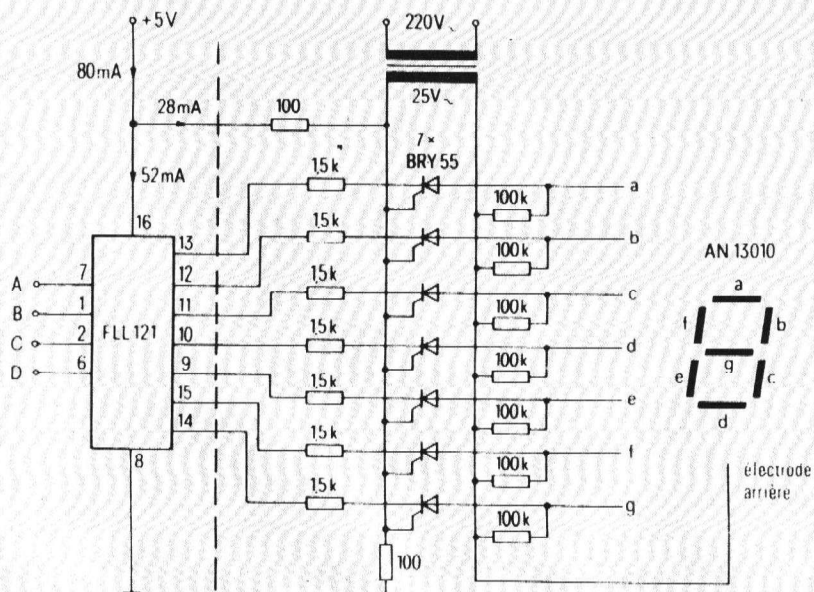 +5V
220V ~
80mA
25V ~
28mA
100
7×
BRY 55
52mA
1,5k
100k
a
16
13
1,5k
100k
b
AN 13010
A
7
12
1,5k
100k
c
a
B
1
11
FLL 121
f
b
C
2
10
1,5k
100k
d
g
D
6
9
1,5k
100k
e
e
c
15
d
14
1,5k
100k
f
8
électrode
arrière
1,5k
100k
g
100